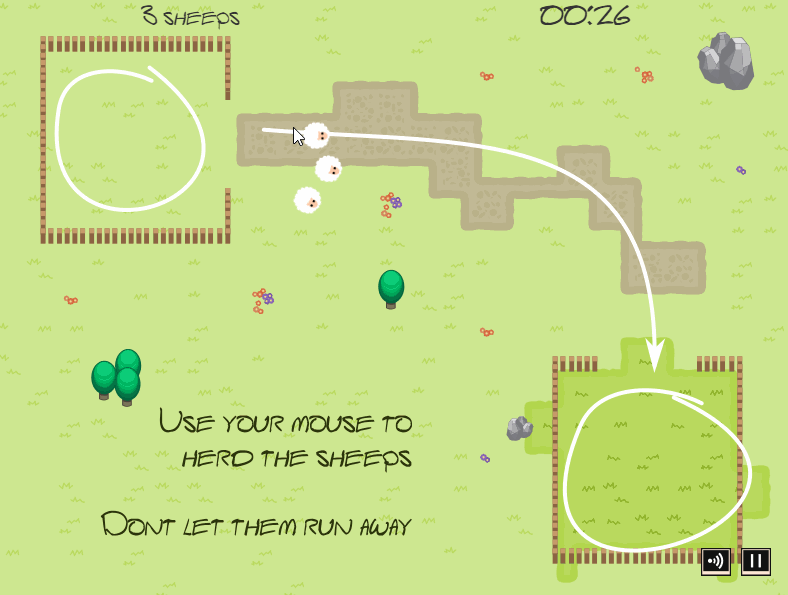 3 sheeps
00:26
Use your mouse to
herd the sheeps
Dont let them run away